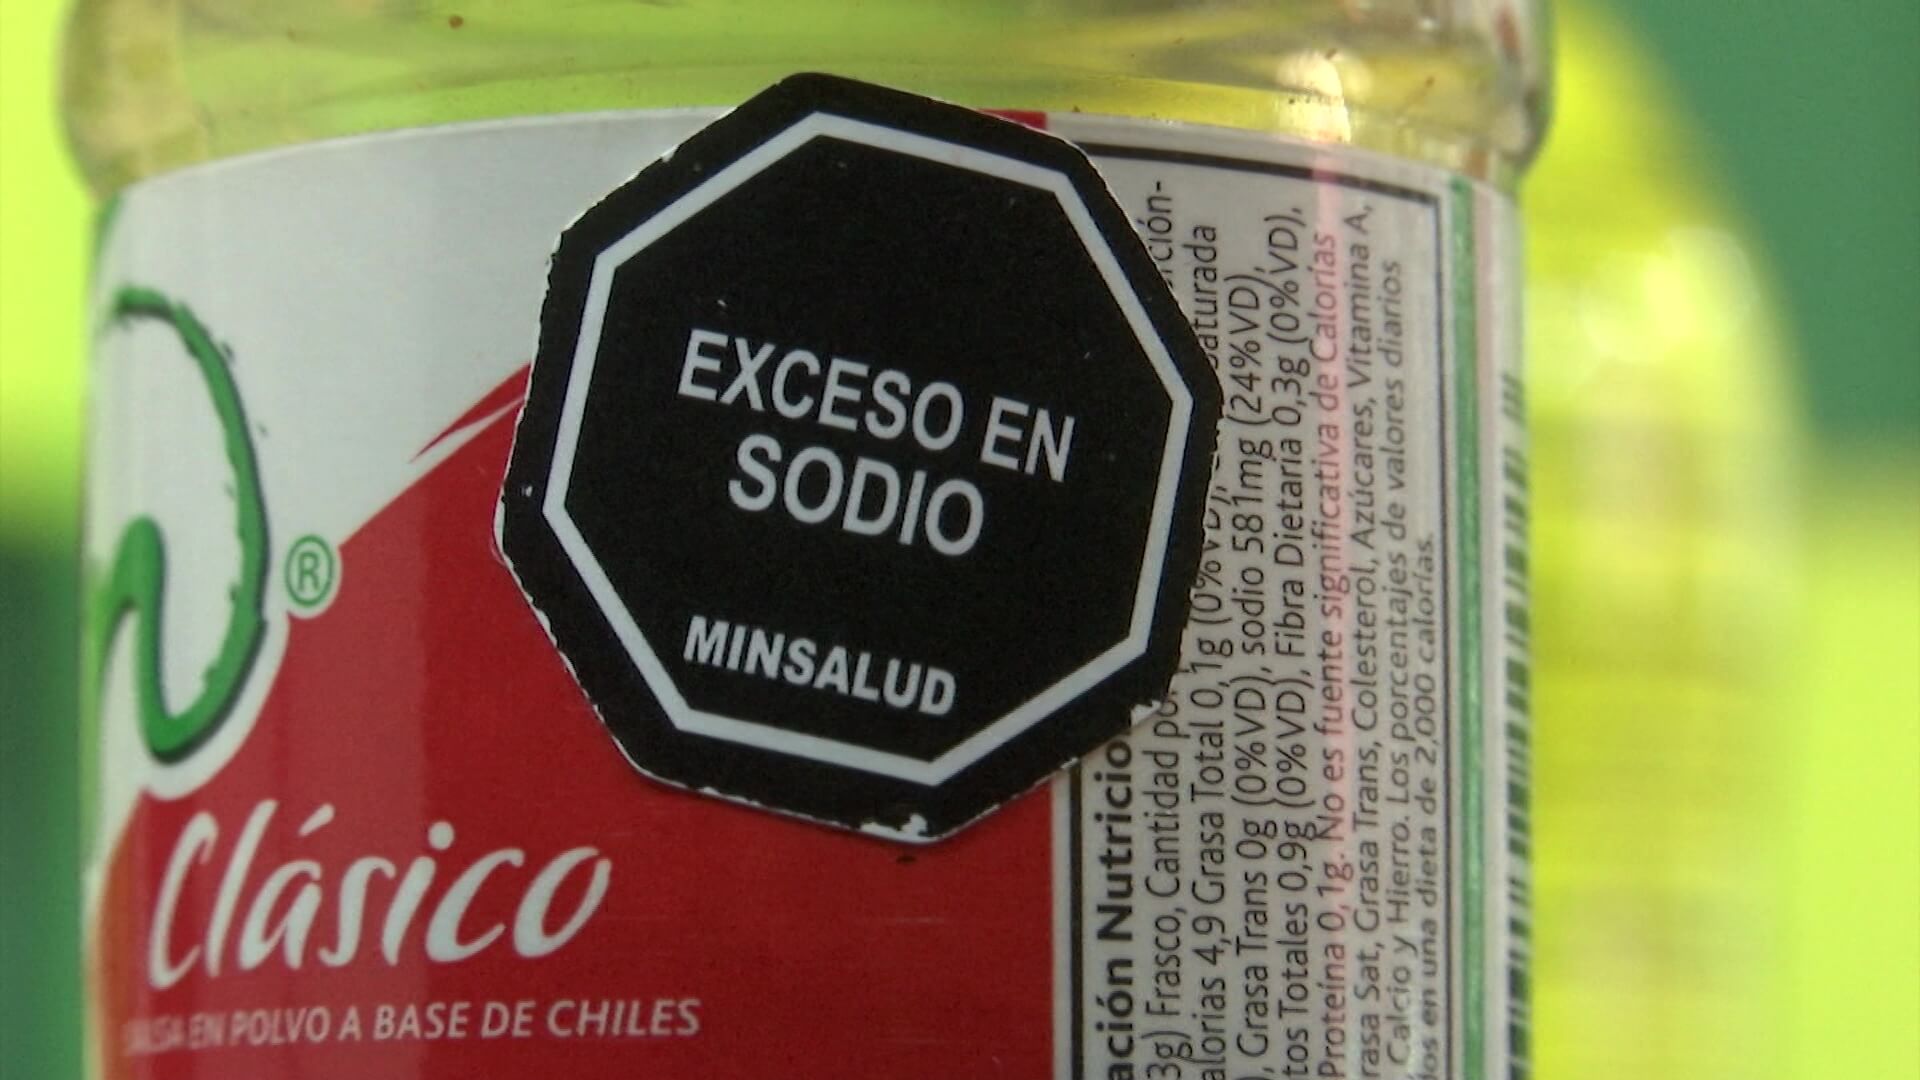 EXCESO EN
SODIO
MINSALUD
®
Clásico
EN POLVO A BASE DE CHILES
ación Nutricio
3g) Frasco, Cantidad po ción-
alorías 4,9 Grasa Total 0,1g (0% aturada
), Grasa Trans 0g (0%VD), sodio 581mg (24%VD),
tos Totales 0,9g (0%VD), Fibra Dietaria 0,3g (0%VD),
Proteína 0,1g. No es fuente significativa de Calorías
rasa Sat, Grasa Trans, Colesterol, Azúcares, Vitamina A,
Calcio y Hierro. Los porcentajes de valores diarios
os en una dieta de 2,000 calorías.